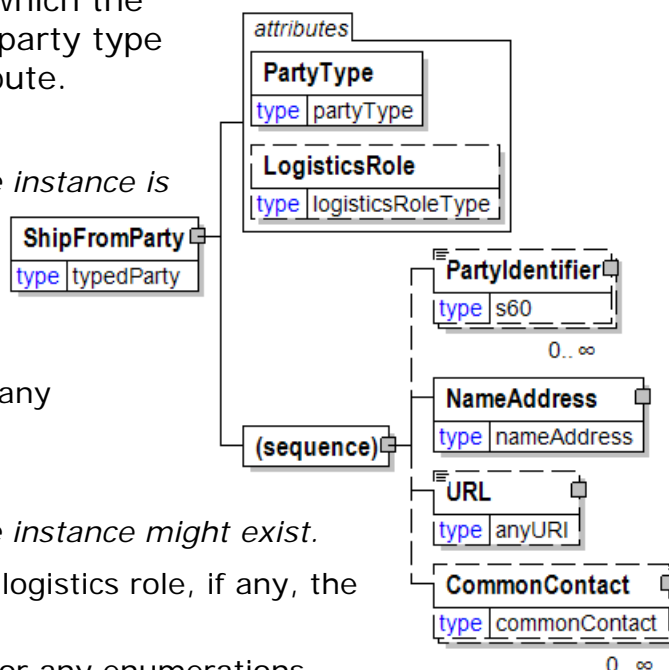 which the
party type
bute.
e instance is
any
e instance might exist.
logistics role, if any, the
or any enumerations
attributes
PartyType
type partyType
LogisticsRole
type logisticsRoleType
ShipFromParty
type typedParty
(sequence)
PartyIdentifier
type s60
0.. ∞
NameAddress
type nameAddress
URL
type anyURI
CommonContact
type commonContact
0.. ∞